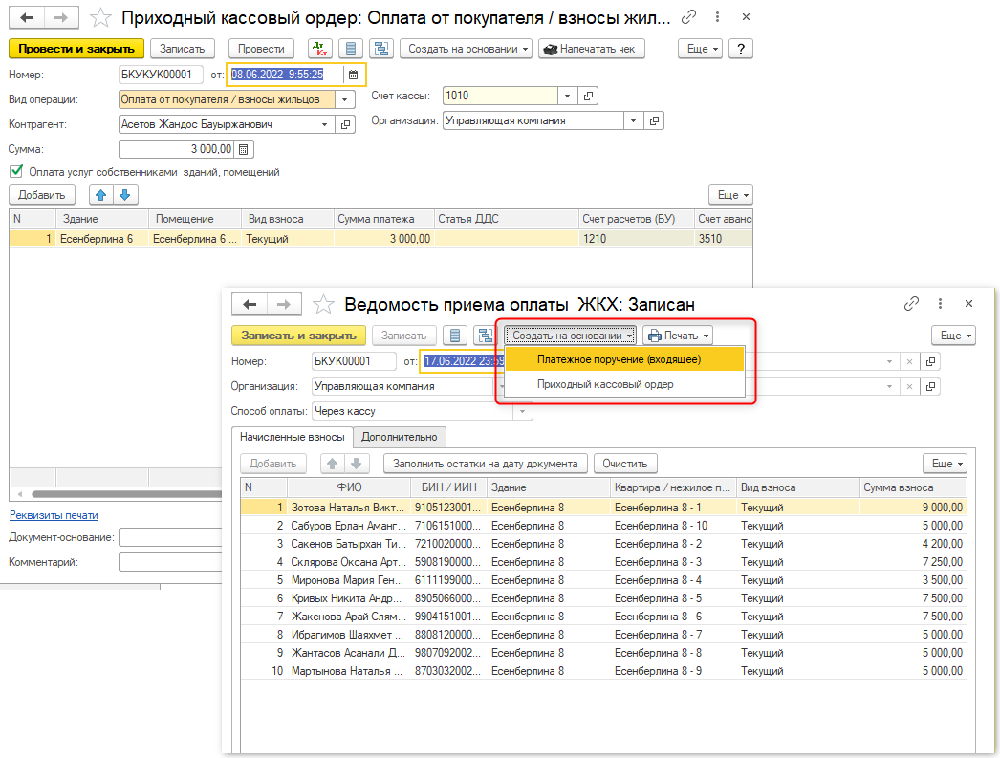 Приходный кассовый ордер: Оплата от покупателя / взносы жил...
Провести и закрыть Записать Провести Дт Кт Создать на основании Напечатать чек Еще ?
Номер: БКУКУК00001 от: 08.06.2022 9:55:25
Вид операции: Оплата от покупателя / взносы жильцов Счет кассы: 1010
Контрагент: Асетов Жандос Бауыржанович Организация: Управляющая компания
Сумма: 3 000,00
Оплата услуг собственниками зданий, помещений
Добавить Еще
N Здание Помещение Вид взноса Сумма платежа Статья ДДС Счет расчетов (БУ) Счет аванс
1 Есенберлина 6 Есенберлина 6 ... Текущий 3 000,00 1210 3510
Реквизиты печати
Документ-основание:
Комментарий:
Ведомость приема оплаты ЖКХ: Записан
Записать и закрыть Записать Создать на основании Печать Еще
Платежное поручение (входящее)
Приходный кассовый ордер
Номер: БКУК00001 от: 17.06.2022 23:59
Организация: Управляющая компания
Способ оплаты: Через кассу
Начисленные взносы Дополнительно
Добавить Заполнить остатки на дату документа Очистить Еще
N ФИО БИН / ИИН Здание Квартира / нежилое п... Вид взноса Сумма взноса
1 Зотова Наталья Викт... 9105123001... Есенберлина 8 Есенберлина 8 - 1 Текущий 9 000,00
2 Сабуров Ерлан Аманг... 7106151000... Есенберлина 8 Есенберлина 8 - 10 Текущий 5 000,00
3 Сакенов Батырхан Ти... 7210020000... Есенберлина 8 Есенберлина 8 - 2 Текущий 4 200,00
4 Склярова Оксана Арт... 5908190000... Есенберлина 8 Есенберлина 8 - 3 Текущий 7 250,00
5 Миронова Мария Ген... 6111199000... Есенберлина 8 Есенберлина 8 - 4 Текущий 3 500,00
6 Кривых Никита Андр... 8905066000... Есенберлина 8 Есенберлина 8 - 5 Текущий 7 500,00
7 Жакенова Арай Слям... 9904151001... Есенберлина 8 Есенберлина 8 - 6 Текущий 7 500,00
8 Ибрагимов Шаяхмет ... 8808120000... Есенберлина 8 Есенберлина 8 - 7 Текущий 5 000,00
9 Жантасов Асанали Д... 9807092002... Есенберлина 8 Есенберлина 8 - 8 Текущий 5 000,00
10 Мартынова Наталья ... 8703032002... Есенберлина 8 Есенберлина 8 - 9 Текущий 5 000,00